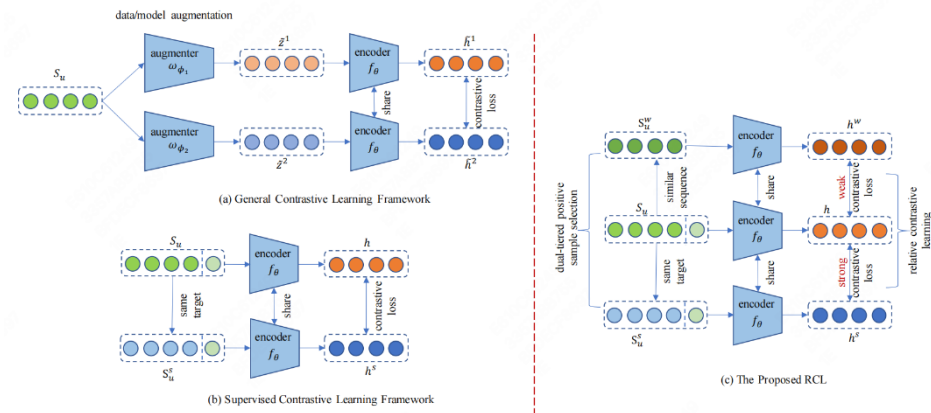 data/model augmentation
S_u
augmenter
ω_ϕ₁
z̃¹
encoder
f_θ
h̃¹
share
contrastive
loss
augmenter
ω_ϕ₂
z̃²
encoder
f_θ
h̃²
(a) General Contrastive Learning Framework
S_u
encoder
f_θ
h
same
target
share
contrastive
loss
S_u^s
encoder
f_θ
h^s
(b) Supervised Contrastive Learning Framework
dual-tiered positive
sample selection
S_u^w
encoder
f_θ
h^w
similar
sequence
share
weak
contrastive
loss
S_u
encoder
f_θ
h
same
target
share
strong
contrastive
loss
S_u^s
encoder
f_θ
h^s
relative contrastive
learning
(c) The Proposed RCL